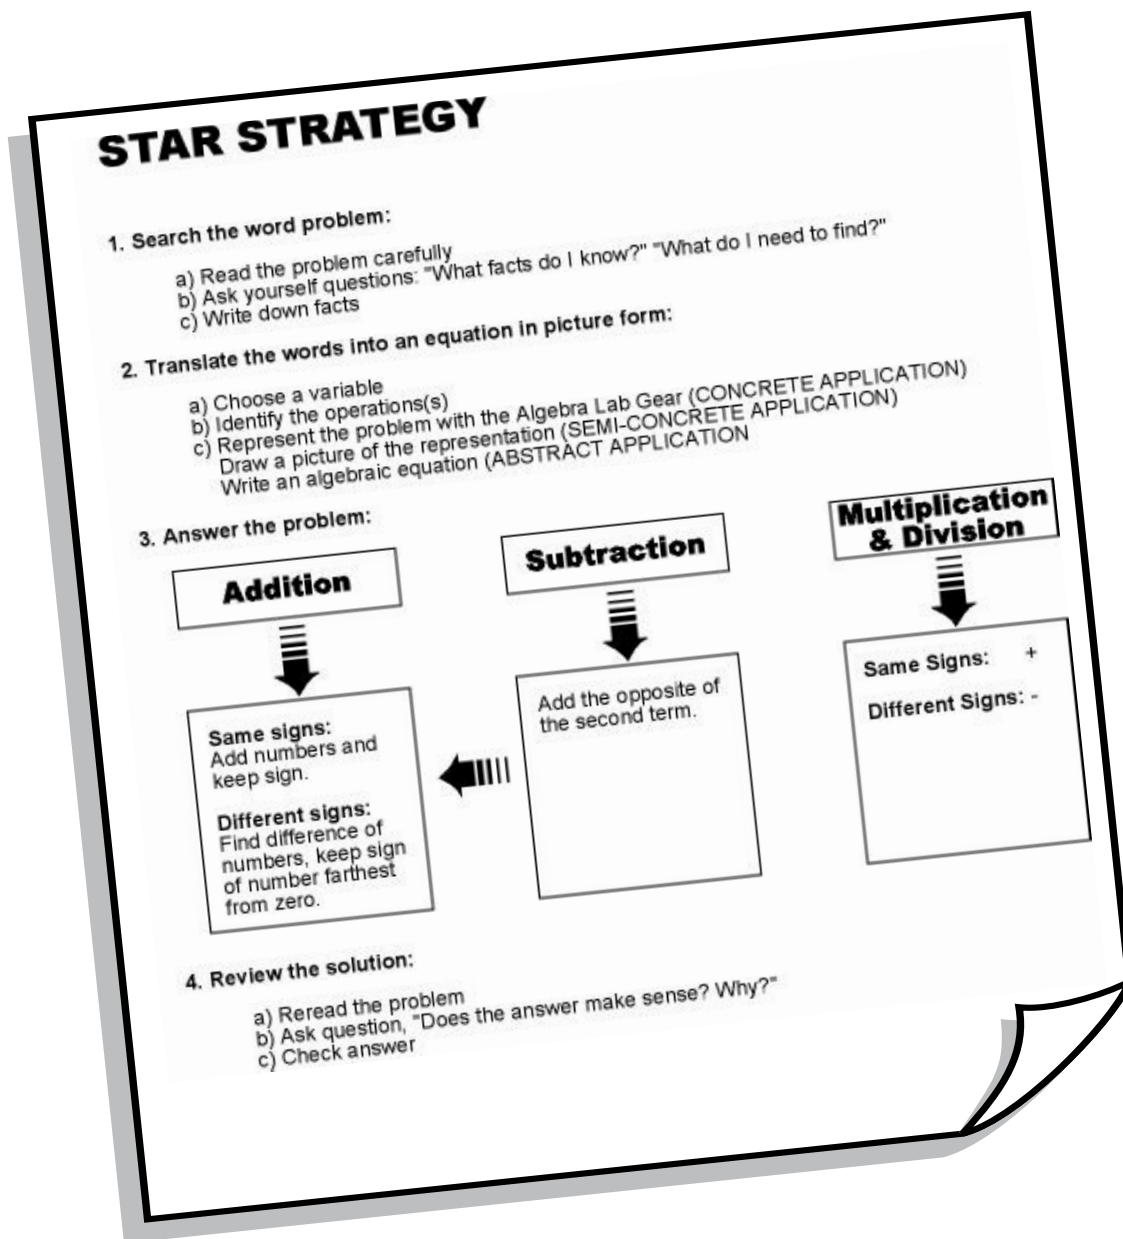 STAR STRATEGY
1. Search the word problem:
a) Read the problem carefully
b) Ask yourself questions: "What facts do I know?" "What do I need to find?"
c) Write down facts
2. Translate the words into an equation in picture form:
a) Choose a variable
b) Identify the operations(s)
c) Represent the problem with the Algebra Lab Gear (CONCRETE APPLICATION)
Draw a picture of the representation (SEMI-CONCRETE APPLICATION)
Write an algebraic equation (ABSTRACT APPLICATION
3. Answer the problem:
Addition
Same signs:
Add numbers and
keep sign.
Different signs:
Find difference of
numbers, keep sign
of number farthest
from zero.
Subtraction
Add the opposite of
the second term.
Multiplication
& Division
Same Signs: +
Different Signs: -
4. Review the solution:
a) Reread the problem
b) Ask question, "Does the answer make sense? Why?"
c) Check answer